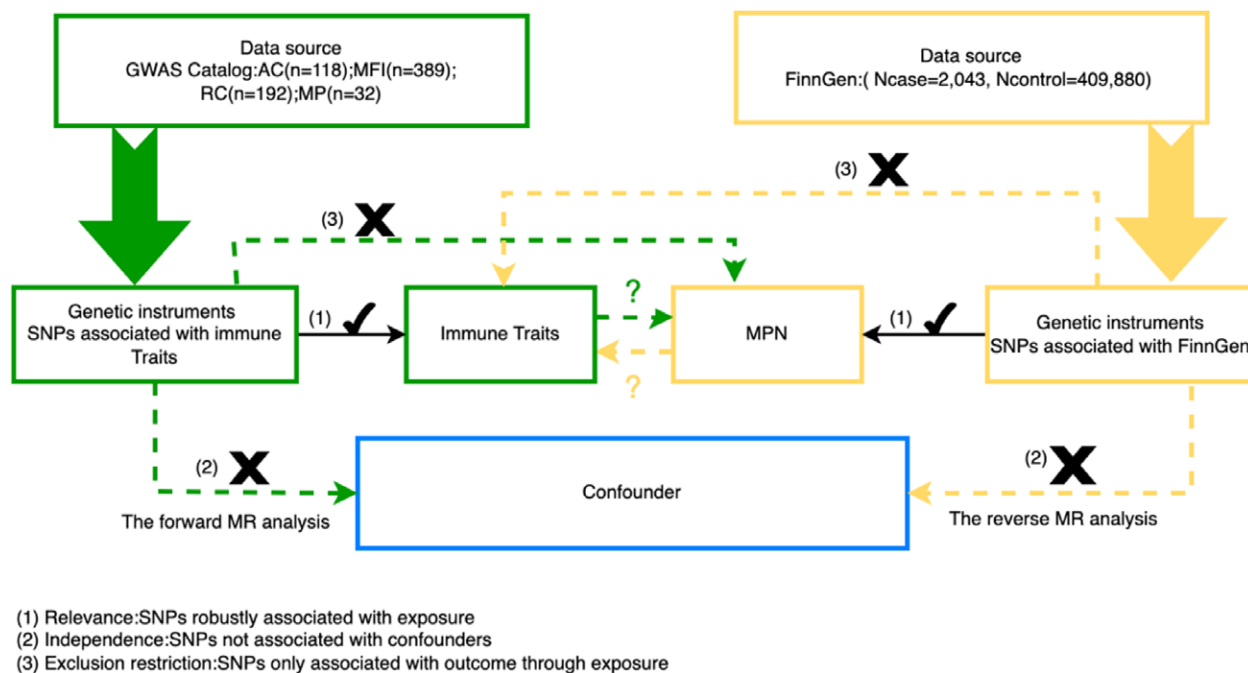 Data source
GWAS Catalog:AC(n=118);MFI(n=389);
RC(n=192);MP(n=32)
Data source
FinnGen:( Ncase=2,043, Ncontrol=409,880)
(3)
(3)
Genetic instruments
SNPs associated with immune
Traits
(1)
Immune Traits
?
?
MPN
(1)
Genetic instruments
SNPs associated with FinnGen
(2)
Confounder
(2)
The forward MR analysis
The reverse MR analysis
(1) Relevance:SNPs robustly associated with exposure
(2) Independence:SNPs not associated with confounders
(3) Exclusion restriction:SNPs only associated with outcome through exposure